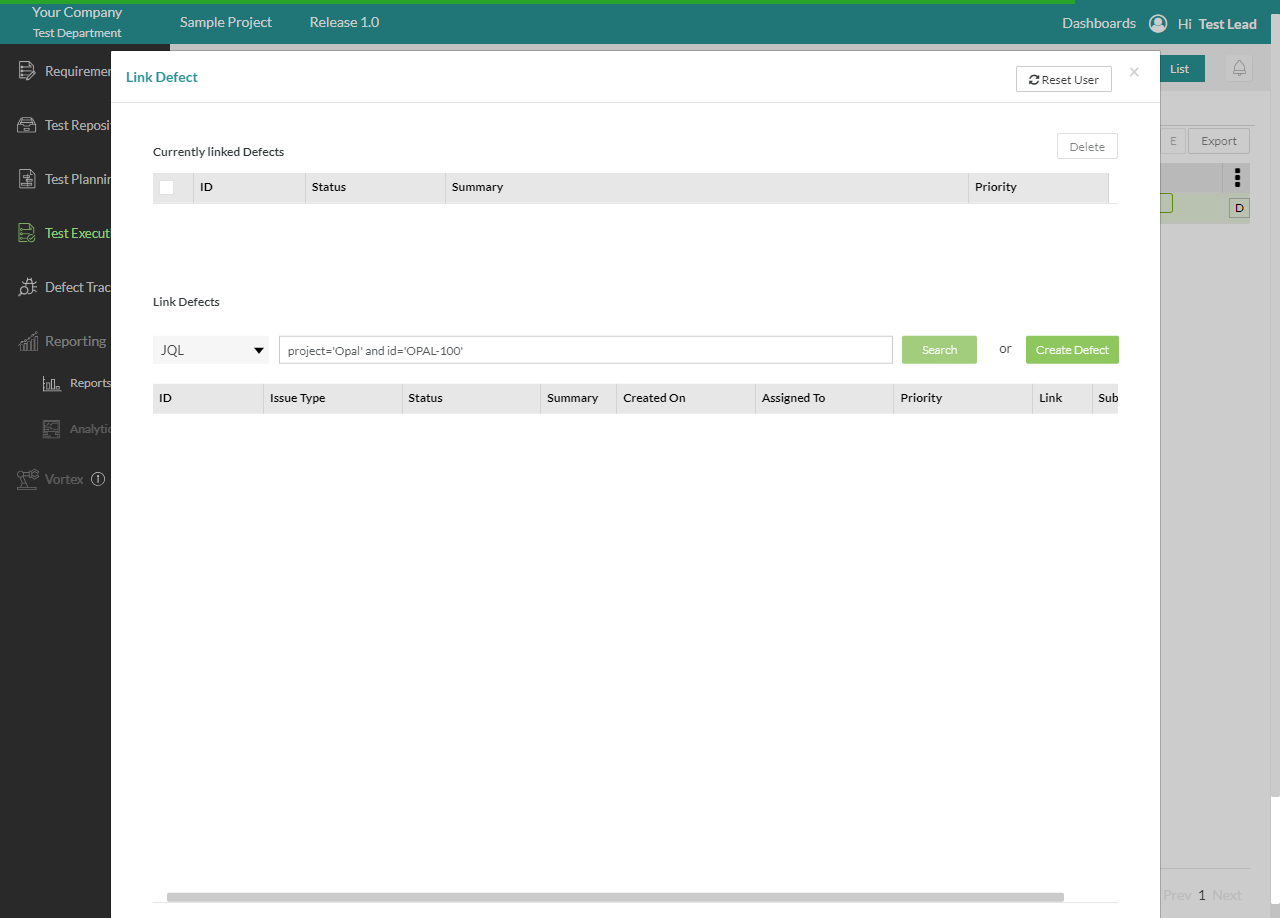 Your Company
Test Department
Sample Project
Release 1.0
Dashboards
Hi Test Lead
Requiremen
Test Reposi
Test Plannin
Test Executi
Defect Trac
Reporting
Reports
Analytic
Vortex
Link Defect
Reset User
×
List
Currently linked Defects
Delete
E
Export
ID
Status
Summary
Priority
D
Link Defects
JQL
project='Opal' and id='OPAL-100'
Search
or
Create Defect
ID
Issue Type
Status
Summary
Created On
Assigned To
Priority
Link
Sub
Prev 1 Next